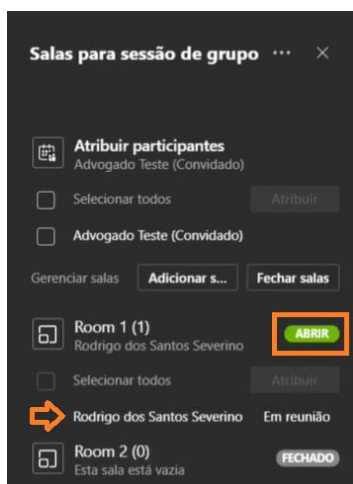 Salas para sessão de grupo ...
Atribuir participantes
Advogado Teste (Convidado)
Selecionar todos Atribuir
Advogado Teste (Convidado)
Gerenciar salas Adicionar s... Fechar salas
Room 1 (1) ABRIR
Rodrigo dos Santos Severino
Selecionar todos Atribuir
Rodrigo dos Santos Severino Em reunião
Room 2 (0) FECHADO
Esta sala está vazia